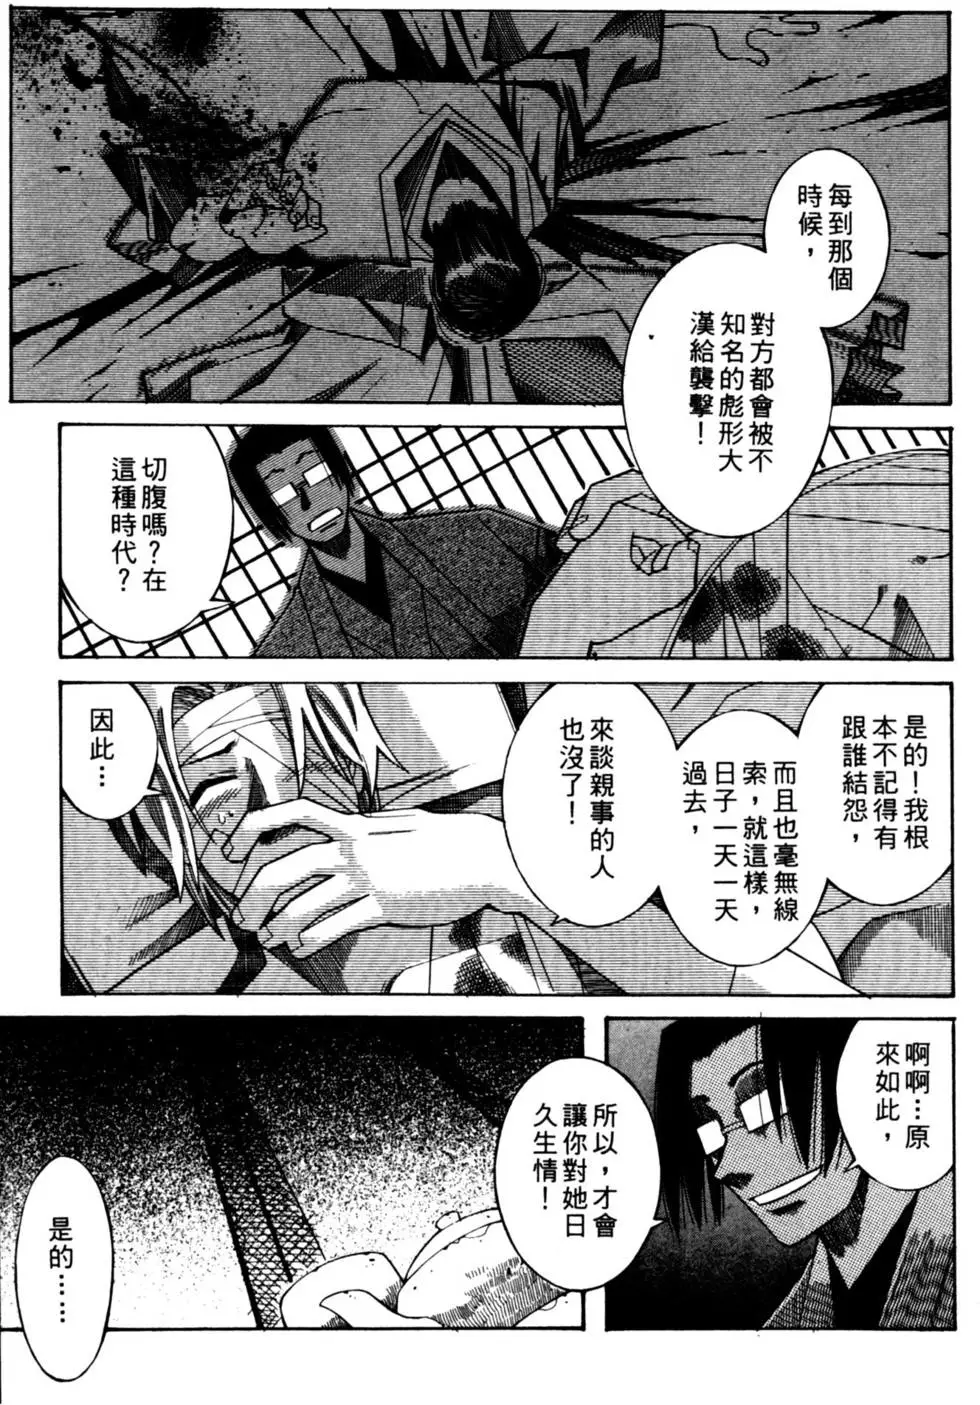 每到那個
時候，
對方都會被不
知名的彪形大
漢給襲擊！
切腹嗎？在
這種時代？
是的！我根
本不記得有
跟誰結怨，
而且也毫無線
索，就這樣，
日子一天一天
過去，
來談親事的人
也沒了！
因此…
啊啊…原
來如此，
所以，才會
讓你對她日
久生情！
是的……